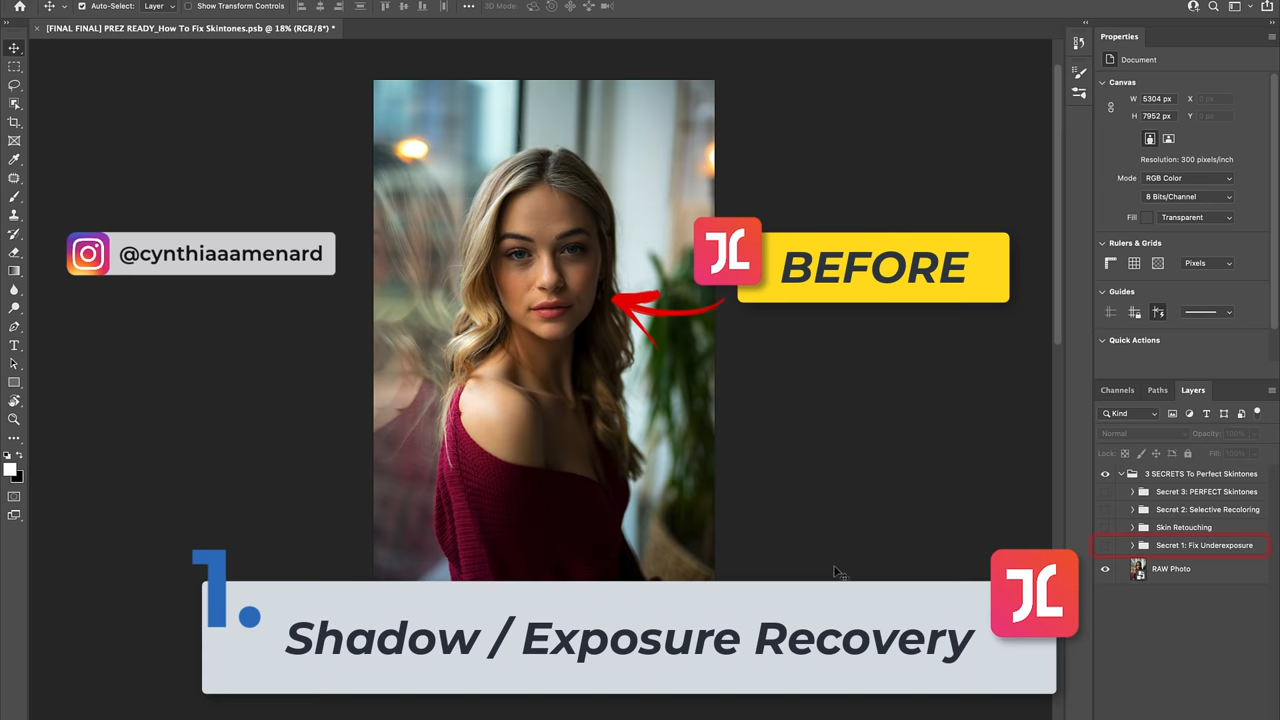 Auto-Select:
Layer
Show Transform Controls
3D Mode:
[FINAL FINAL] PREZ READY_How To Fix Skintones.psb @ 18% (RGB/8*) *
@cynthiaaamenard
BEFORE
1.
Shadow / Exposure Recovery
Properties
Document
Canvas
W 5304 px X 0 px
H 7952 px Y 0 px
Resolution: 300 pixels/inch
Mode RGB Color
8 Bits/Channel
Fill Transparent
Rulers & Grids
Pixels
Guides
Quick Actions
Channels Paths Layers
Kind
Normal Opacity: 100%
Lock: Fill: 100%
3 SECRETS To Perfect Skintones
Secret 3: PERFECT Skintones
Secret 2: Selective Recoloring
Skin Retouching
Secret 1: Fix Underexposure
RAW Photo